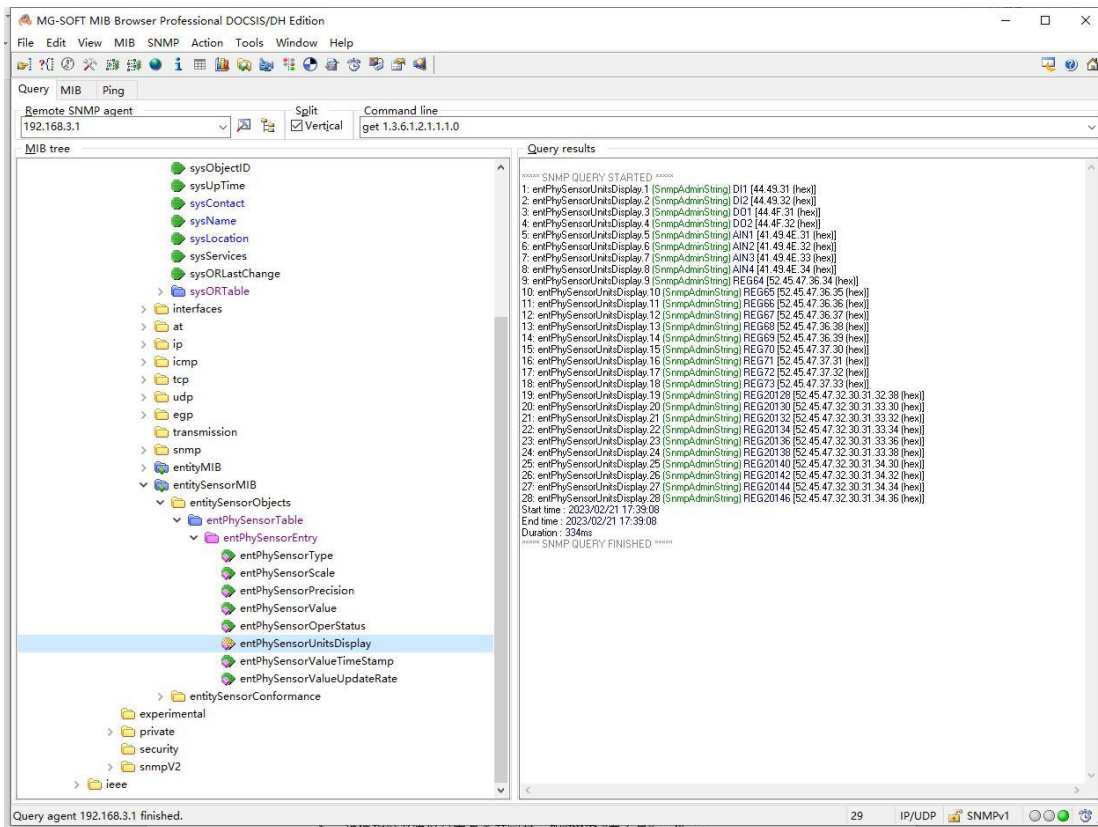 MG-SOFT MIB Browser Professional DOCSIS/DH Edition
File Edit View MIB SNMP Action Tools Window Help
Query MIB Ping
Remote SNMP agent
Split
Command line
192.168.3.1
Vertical
get 1.3.6.1.2.1.1.1.0
MIB tree
sysObjectID
sysUpTime
sysContact
sysName
sysLocation
sysServices
sysORLastChange
sysORTable
interfaces
at
ip
icmp
tcp
udp
egp
transmission
snmp
entityMIB
entitySensorMIB
entitySensorObjects
entPhySensorTable
entPhySensorEntry
entPhySensorType
entPhySensorScale
entPhySensorPrecision
entPhySensorValue
entPhySensorOperStatus
entPhySensorUnitsDisplay
entPhySensorValueTimeStamp
entPhySensorValueUpdateRate
entitySensorConformance
experimental
private
security
snmpV2
ieee
Query results
***** SNMP QUERY STARTED *****
1: entPhySensorUnitsDisplay.1 (SnmpAdminString) DI1 [44.49.31 (hex)]
2: entPhySensorUnitsDisplay.2 (SnmpAdminString) DI2 [44.49.32 (hex)]
3: entPhySensorUnitsDisplay.3 (SnmpAdminString) DO1 [44.4F.31 (hex)]
4: entPhySensorUnitsDisplay.4 (SnmpAdminString) DO2 [44.4F.32 (hex)]
5: entPhySensorUnitsDisplay.5 (SnmpAdminString) AIN1 [41.49.4E.31 (hex)]
6: entPhySensorUnitsDisplay.6 (SnmpAdminString) AIN2 [41.49.4E.32 (hex)]
7: entPhySensorUnitsDisplay.7 (SnmpAdminString) AIN3 [41.49.4E.33 (hex)]
8: entPhySensorUnitsDisplay.8 (SnmpAdminString) AIN4 [41.49.4E.34 (hex)]
9: entPhySensorUnitsDisplay.9 (SnmpAdminString) REG64 [52.45.47.36.34 (hex)]
10: entPhySensorUnitsDisplay.10 (SnmpAdminString) REG65 [52.45.47.36.35 (hex)]
11: entPhySensorUnitsDisplay.11 (SnmpAdminString) REG66 [52.45.47.36.36 (hex)]
12: entPhySensorUnitsDisplay.12 (SnmpAdminString) REG67 [52.45.47.36.37 (hex)]
13: entPhySensorUnitsDisplay.13 (SnmpAdminString) REG68 [52.45.47.36.38 (hex)]
14: entPhySensorUnitsDisplay.14 (SnmpAdminString) REG69 [52.45.47.36.39 (hex)]
15: entPhySensorUnitsDisplay.15 (SnmpAdminString) REG70 [52.45.47.37.30 (hex)]
16: entPhySensorUnitsDisplay.16 (SnmpAdminString) REG71 [52.45.47.37.31 (hex)]
17: entPhySensorUnitsDisplay.17 (SnmpAdminString) REG72 [52.45.47.37.32 (hex)]
18: entPhySensorUnitsDisplay.18 (SnmpAdminString) REG73 [52.45.47.37.33 (hex)]
19: entPhySensorUnitsDisplay.19 (SnmpAdminString) REG20128 [52.45.47.32.30.31.32.38 (hex)]
20: entPhySensorUnitsDisplay.20 (SnmpAdminString) REG20130 [52.45.47.32.30.31.33.30 (hex)]
21: entPhySensorUnitsDisplay.21 (SnmpAdminString) REG20132 [52.45.47.32.30.31.33.32 (hex)]
22: entPhySensorUnitsDisplay.22 (SnmpAdminString) REG20134 [52.45.47.32.30.31.33.34 (hex)]
23: entPhySensorUnitsDisplay.23 (SnmpAdminString) REG20136 [52.45.47.32.30.31.33.36 (hex)]
24: entPhySensorUnitsDisplay.24 (SnmpAdminString) REG20138 [52.45.47.32.30.31.33.38 (hex)]
25: entPhySensorUnitsDisplay.25 (SnmpAdminString) REG20140 [52.45.47.32.30.31.34.30 (hex)]
26: entPhySensorUnitsDisplay.26 (SnmpAdminString) REG20142 [52.45.47.32.30.31.34.32 (hex)]
27: entPhySensorUnitsDisplay.27 (SnmpAdminString) REG20144 [52.45.47.32.30.31.34.34 (hex)]
28: entPhySensorUnitsDisplay.28 (SnmpAdminString) REG20146 [52.45.47.32.30.31.34.36 (hex)]
Start time : 2023/02/21 17:39:08
End time : 2023/02/21 17:39:08
Duration : 334ms
***** SNMP QUERY FINISHED *****
Query agent 192.168.3.1 finished.
29
IP/UDP
SNMPv1